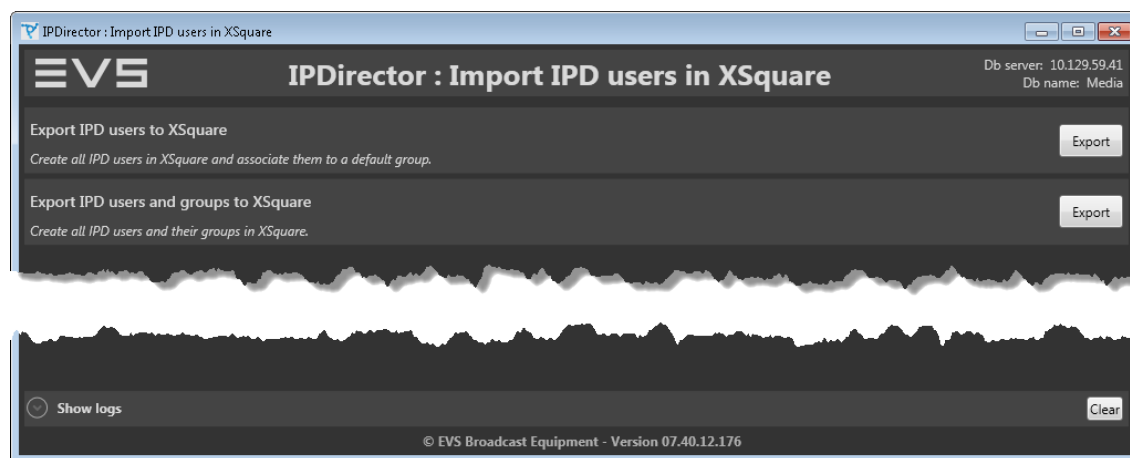 IPDirector : Import IPD users in XSquare
EVS
IPDirector : Import IPD users in XSquare
Db server: 10.129.59.41
Db name: Media
Export IPD users to XSquare
Create all IPD users in XSquare and associate them to a default group.
Export
Export IPD users and groups to XSquare
Create all IPD users and their groups in XSquare.
Export
Show logs
Clear
© EVS Broadcast Equipment - Version 07.40.12.176